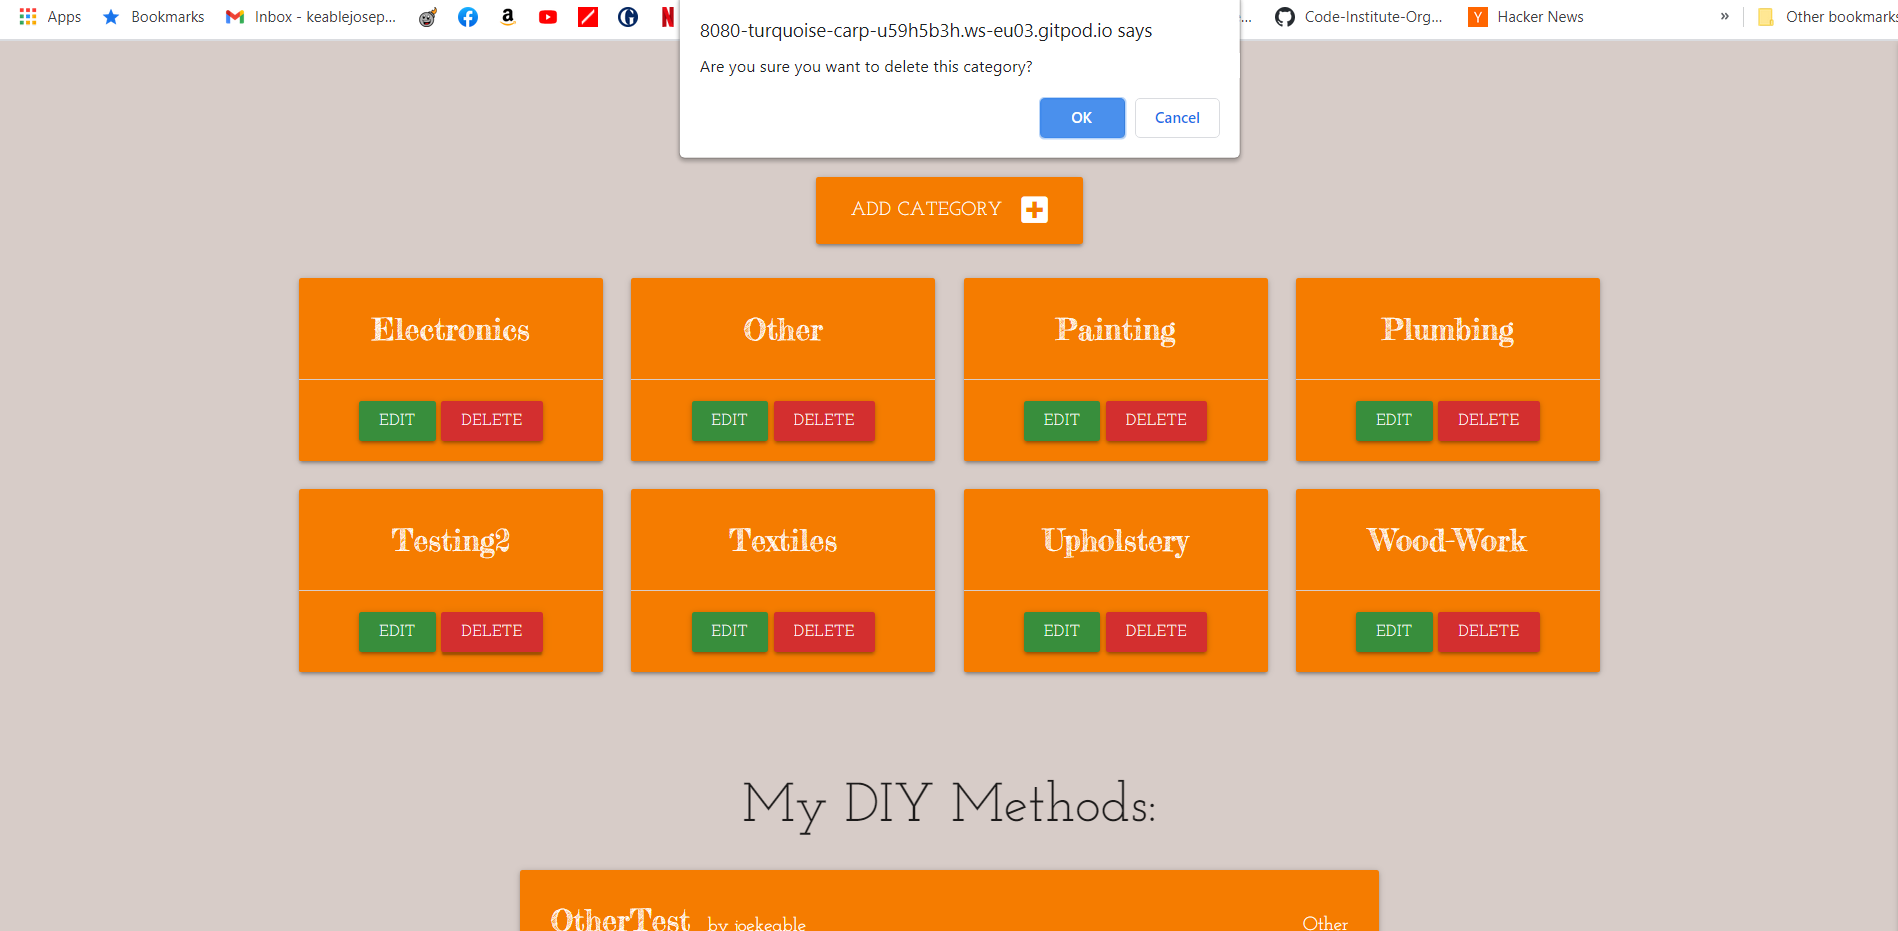 Apps Bookmarks Inbox - keablejosep... Code-Institute-Org... Y Hacker News » Other bookmarks
8080-turquoise-carp-u59h5b3h.ws-eu03.gitpod.io says
Are you sure you want to delete this category?
OK Cancel
ADD CATEGORY
Electronics Other Painting Plumbing
EDIT DELETE EDIT DELETE EDIT DELETE EDIT DELETE
Testing2 Textiles Upholstery Wood-Work
EDIT DELETE EDIT DELETE EDIT DELETE EDIT DELETE
My DIY Methods:
OtherTest by joekeable Other